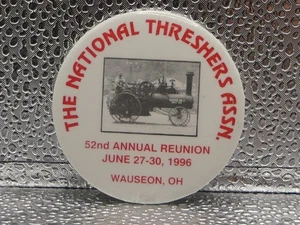 THE NATIONAL THRESHERS ASSN.
52nd ANNUAL REUNION
JUNE 27-30, 1996
WAUSEON, OH